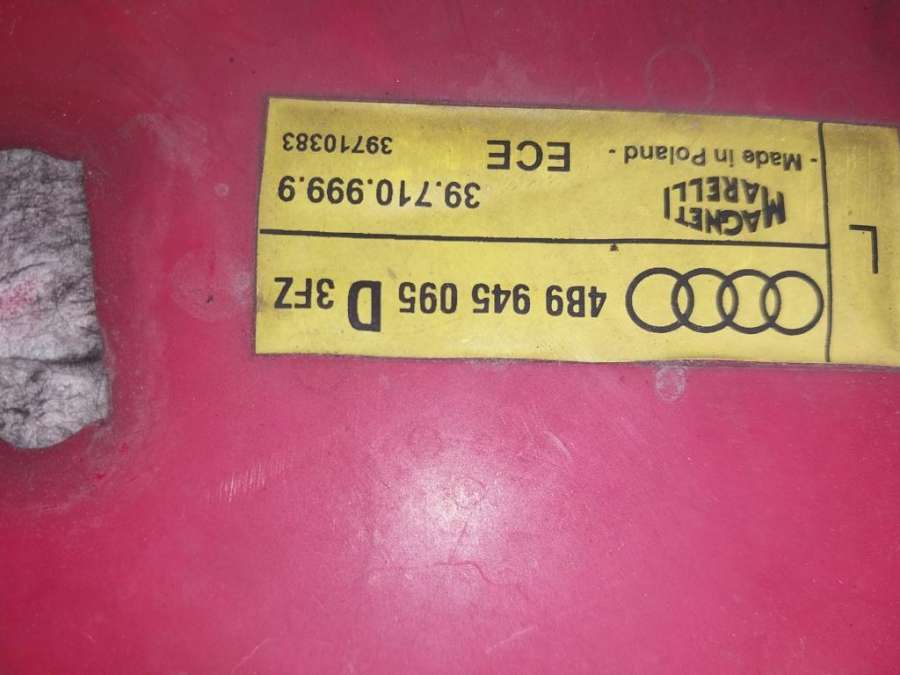 L
4B9 945 095 D 3FZ
MAGNETI MARELLI
39.710.999.9
- Made in Poland -
ECE
39710383